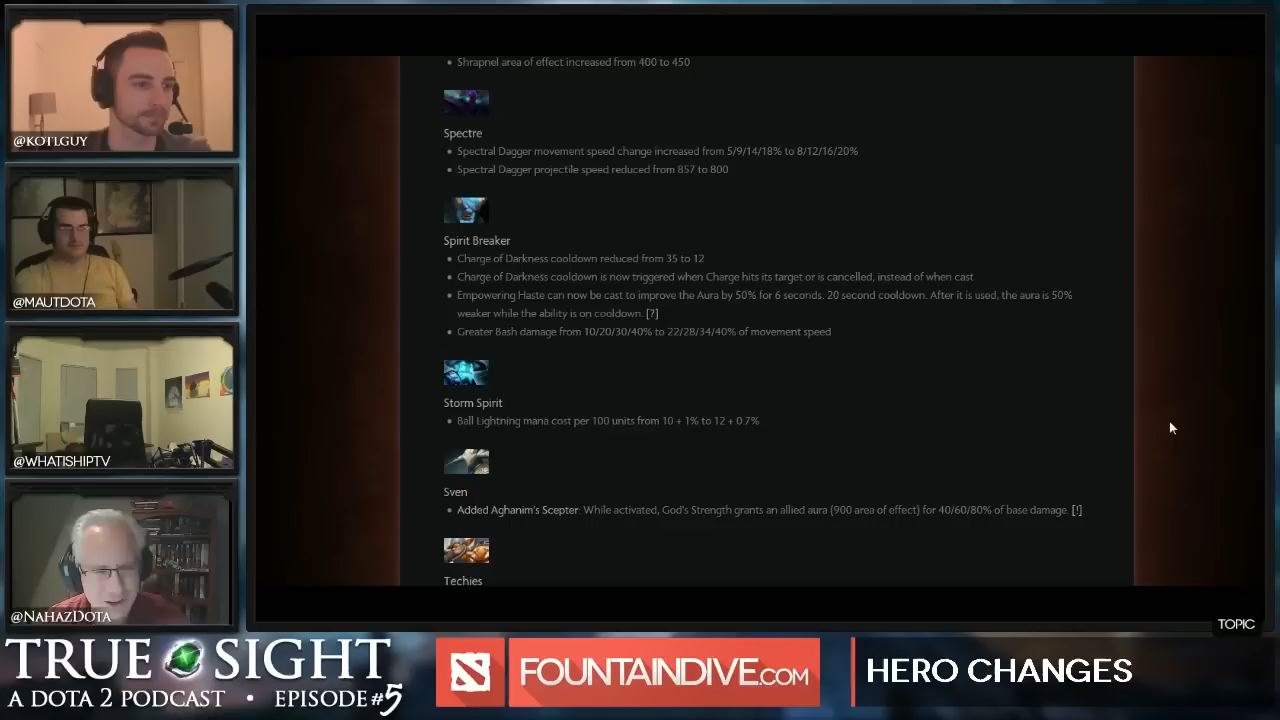 @KOTLGUY
@MAUTDOTA
@WHATISHIPTV
@NAHAZDOTA
Shrapnel area of effect increased from 400 to 450
Spectre
• Spectral Dagger movement speed change increased from 5/9/14/18% to 8/12/16/20%
• Spectral Dagger projectile speed reduced from 857 to 800
Spirit Breaker
• Charge of Darkness cooldown reduced from 35 to 12
• Charge of Darkness cooldown is now triggered when Charge hits its target or is cancelled, instead of when cast
• Empowering Haste can now be cast to improve the Aura by 50% for 6 seconds. 20 second cooldown. After it is used, the aura is 50%
weaker while the ability is on cooldown. [?]
• Greater Bash damage from 10/20/30/40% to 22/28/34/40% of movement speed
Storm Spirit
• Ball Lightning mana cost per 100 units from 10 + 1% to 12 + 0.7%
Sven
• Added Aghanim's Scepter: While activated, God's Strength grants an allied aura (900 area of effect) for 40/60/80% of base damage. [!]
Techies
TOPIC
TRUE SIGHT
A DOTA 2 PODCAST • EPISODE #5
FOUNTAINDIVE.COM
HERO CHANGES